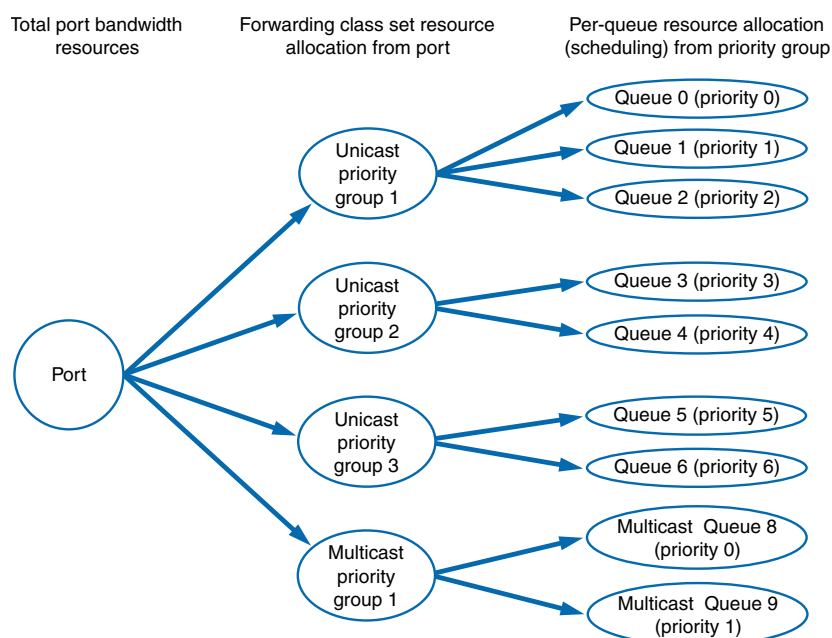 Total port bandwidth
resources
Forwarding class set resource
allocation from port
Per-queue resource allocation
(scheduling) from priority group
Port
Unicast
priority
group 1
Unicast
priority
group 2
Unicast
priority
group 3
Multicast
priority
group 1
Queue 0 (priority 0)
Queue 1 (priority 1)
Queue 2 (priority 2)
Queue 3 (priority 3)
Queue 4 (priority 4)
Queue 5 (priority 5)
Queue 6 (priority 6)
Multicast Queue 8
(priority 0)
Multicast Queue 9
(priority 1)